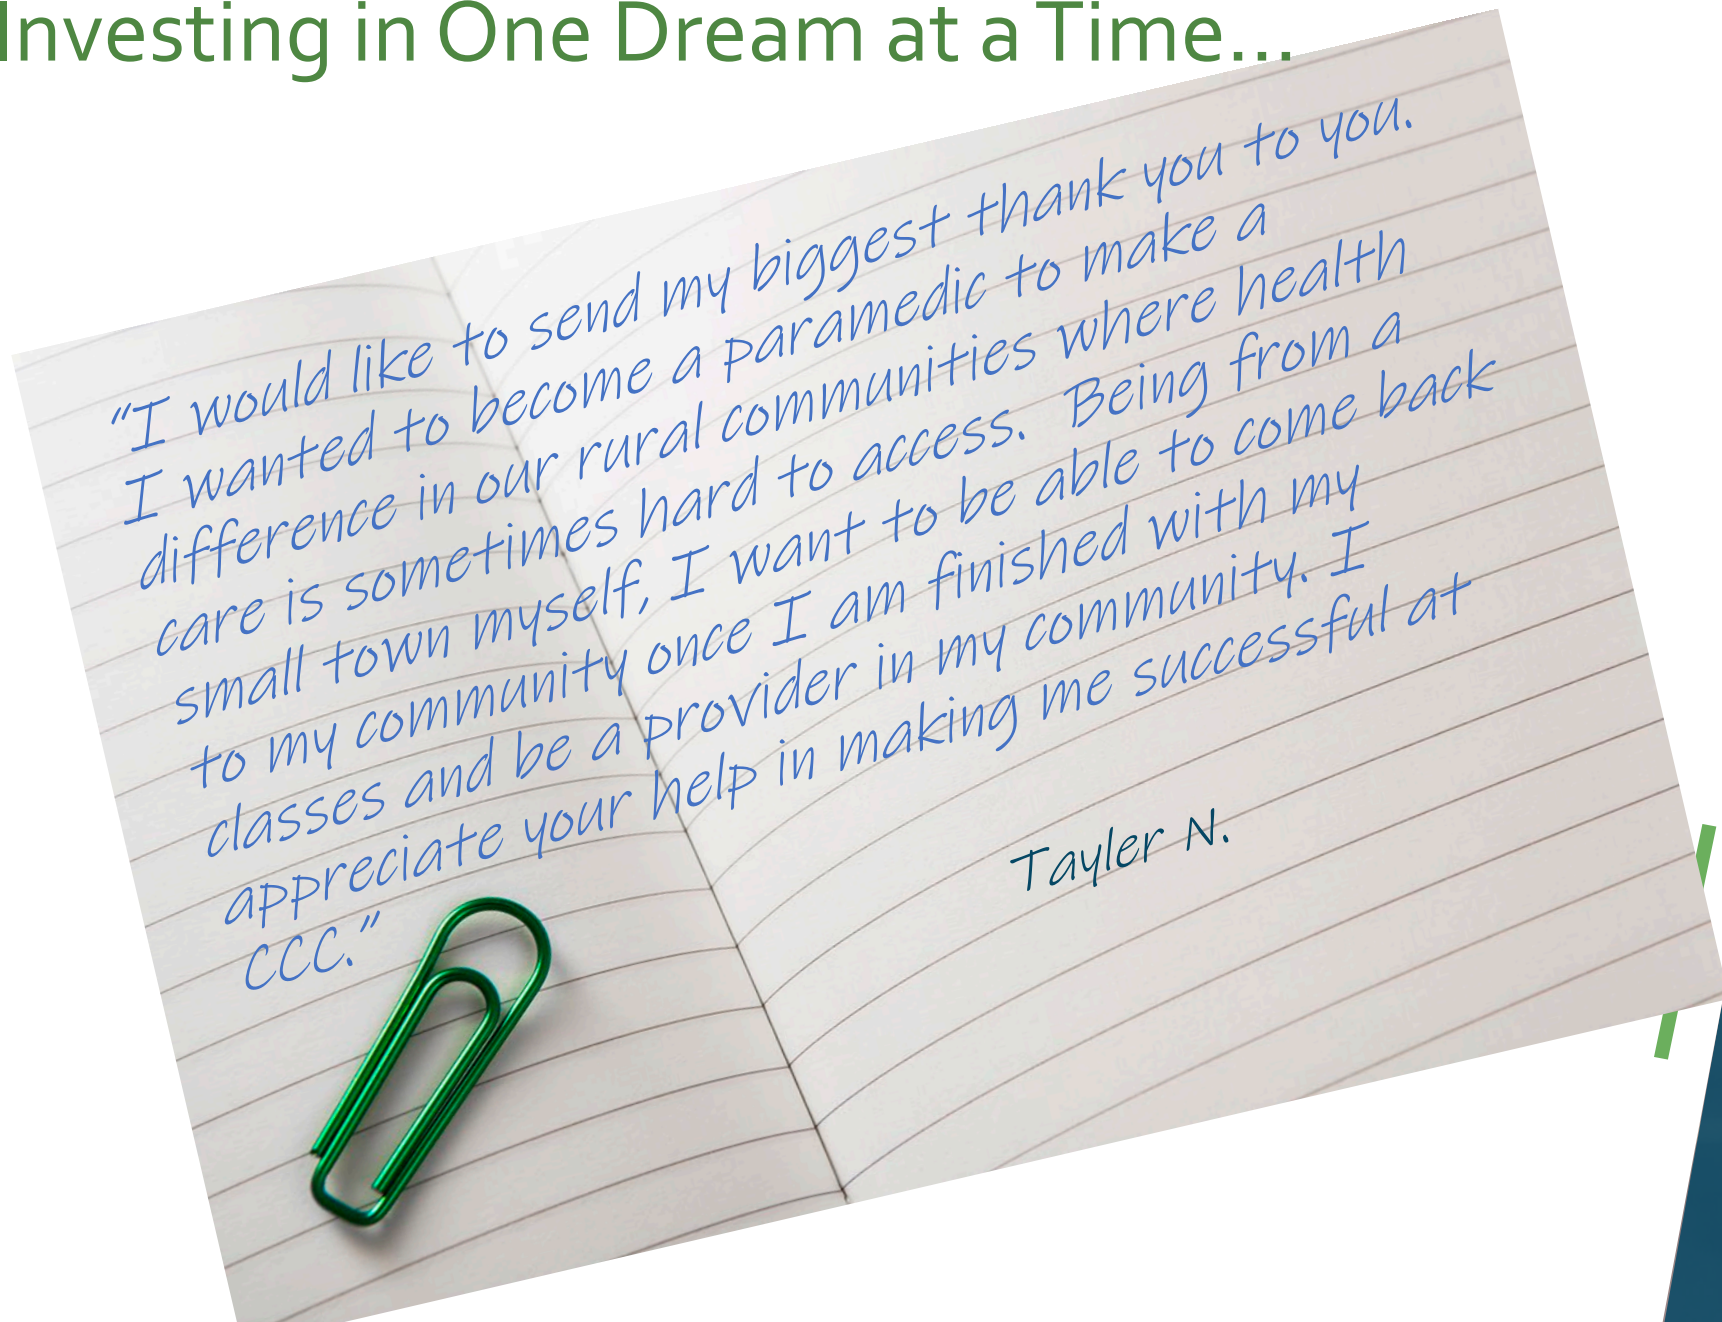 Investing in One Dream at a Time...
"I would like to send my biggest thank you to you.
I wanted to become a paramedic to make a
difference in our rural communities where health
care is sometimes hard to access. Being from a
small town myself, I want to be able to come back
to my community once I am finished with my
classes and be a provider in my community. I
appreciate your help in making me successful at
CCC."
Tayler N.